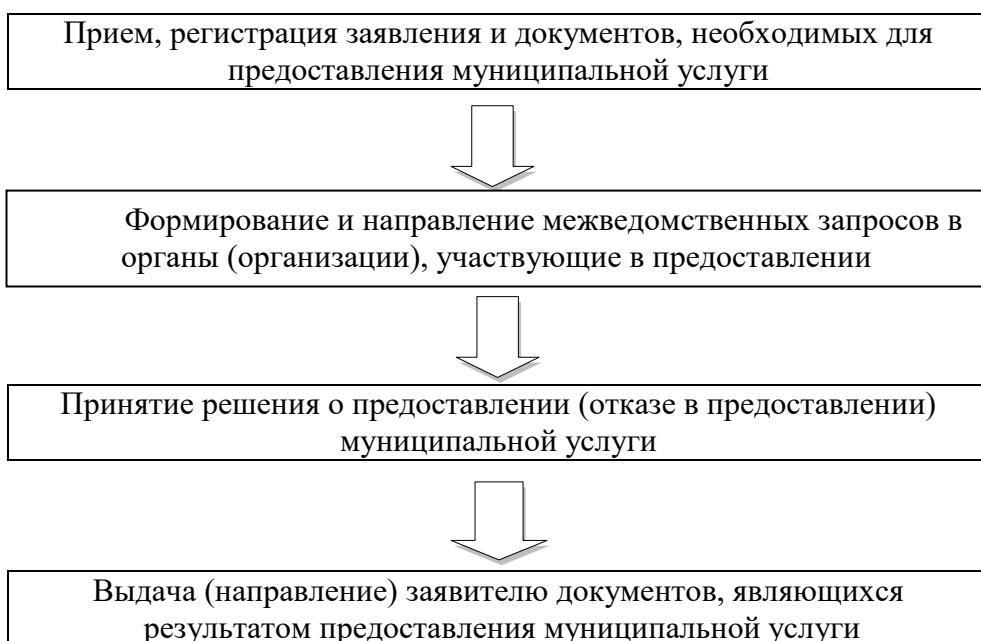 Прием, регистрация заявления и документов, необходимых для
предоставления муниципальной услуги
Формирование и направление межведомственных запросов в
органы (организации), участвующие в предоставлении
Принятие решения о предоставлении (отказе в предоставлении)
муниципальной услуги
Выдача (направление) заявителю документов, являющихся
результатом предоставления муниципальной услуги